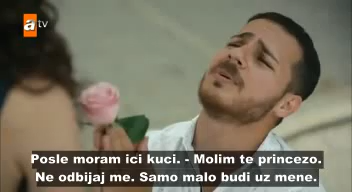 atv
Posle moram ici kuci. - Molim te princezo.
Ne odbijaj me. Samo malo budi uz mene.